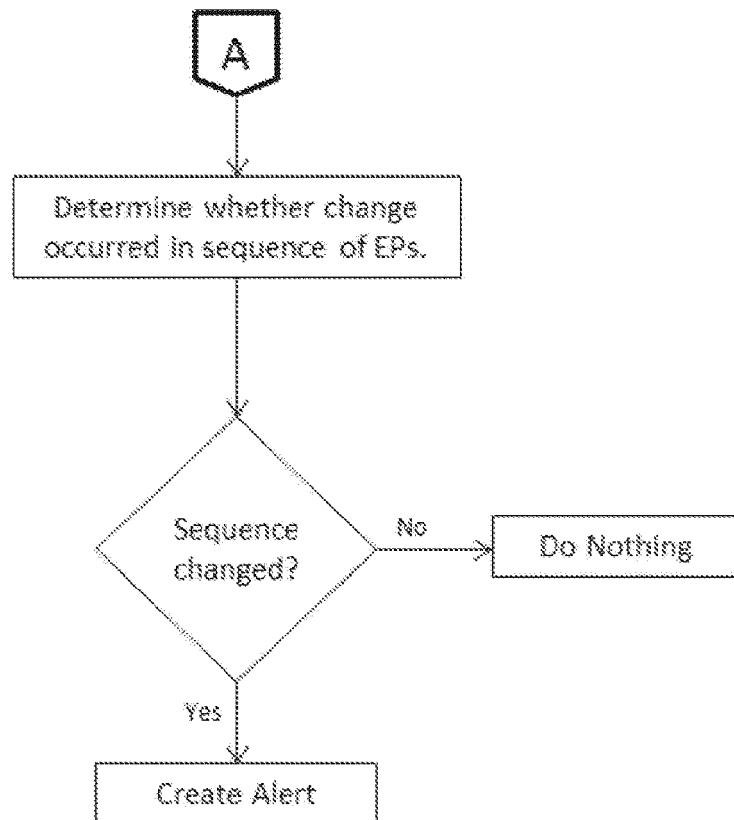 A
Determine whether change
occurred in sequence of EPs.
Sequence
changed?
No
Do Nothing
Yes
Create Alert